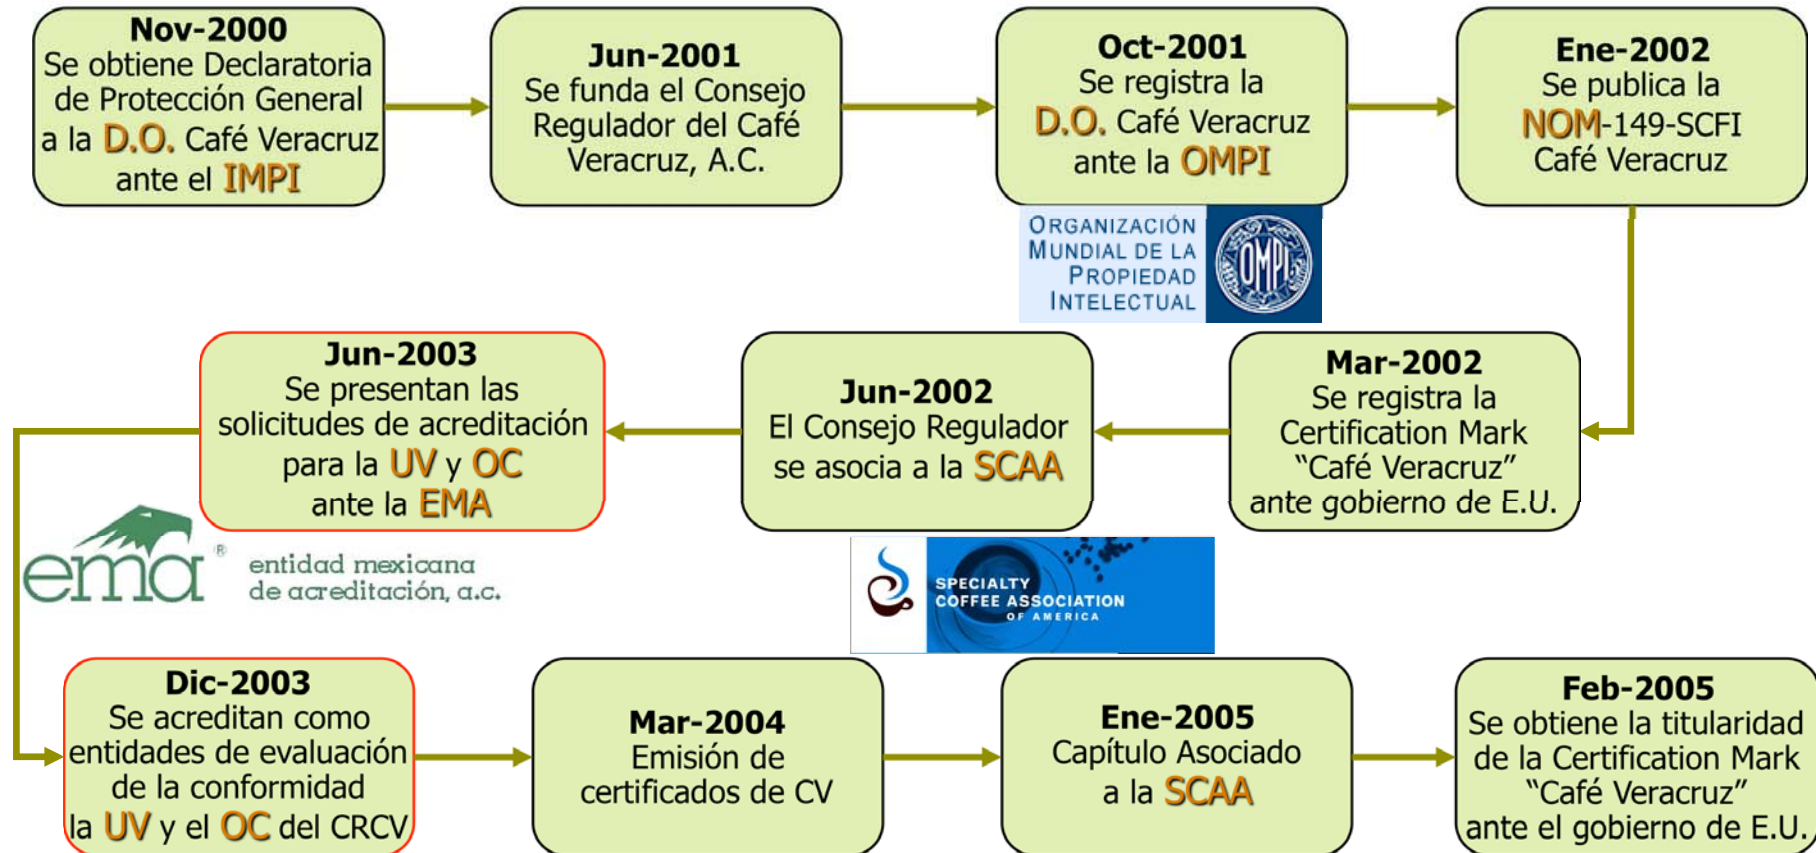 Nov-2000
Se obtiene Declaratoria
de Protección General
a la D.O. Café Veracruz
ante el IMPI
Jun-2001
Se funda el Consejo
Regulador del Café
Veracruz, A.C.
Oct-2001
Se registra la
D.O. Café Veracruz
ante la OMPI
Ene-2002
Se publica la
NOM-149-SCFI
Café Veracruz
ORGANIZACIÓN
MUNDIAL DE LA
PROPIEDAD
INTELECTUAL
OMPI
Mar-2002
Se registra la
Certification Mark
“Café Veracruz”
ante gobierno de E.U.
Jun-2002
El Consejo Regulador
se asocia a la SCAA
Jun-2003
Se presentan las
solicitudes de acreditación
para la UV y OC
ante la EMA
ema®
entidad mexicana
de acreditación, a.c.
SPECIALTY
COFFEE ASSOCIATION
OF AMERICA
Dic-2003
Se acreditan como
entidades de evaluación
de la conformidad
la UV y el OC del CRCV
Mar-2004
Emisión de
certificados de CV
Ene-2005
Capítulo Asociado
a la SCAA
Feb-2005
Se obtiene la titularidad
de la Certification Mark
“Café Veracruz”
ante el gobierno de E.U.